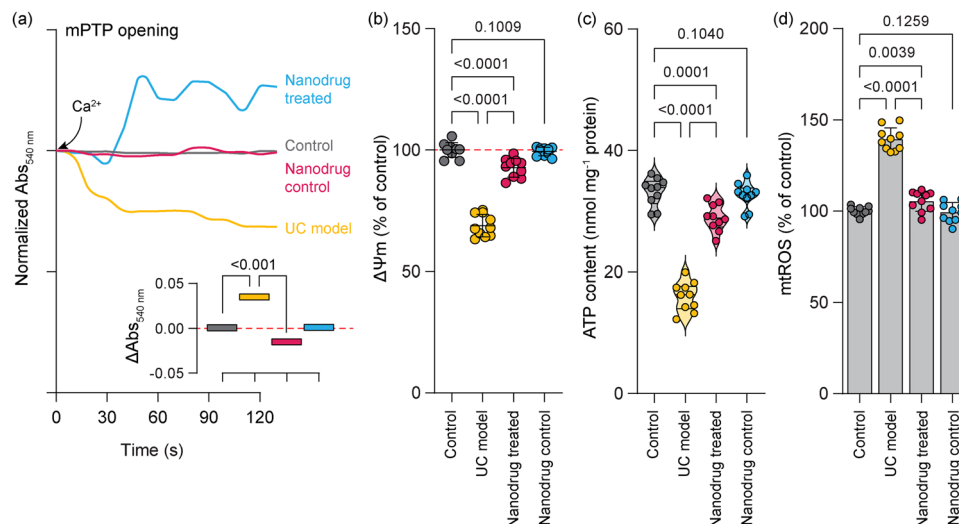 (a)
mPTP opening
Normalized Abs540 nm
Ca2+
Nanodrug
treated
Control
Nanodrug
control
UC model
<0.001
ΔAbs540 nm
0.05
0.00
-0.05
0
30
60
90
120
Time (s)
(b)
ΔΨm (% of control)
150
100
50
0
0.1009
<0.0001
<0.0001
Control
UC model
Nanodrug treated
Nanodrug control
(c)
ATP content (nmol mg-1 protein)
60
40
20
0
0.1040
0.0001
<0.0001
Control
UC model
Nanodrug treated
Nanodrug control
(d)
mtROS (% of control)
200
150
100
50
0
0.1259
0.0039
<0.0001
Control
UC model
Nanodrug treated
Nanodrug control